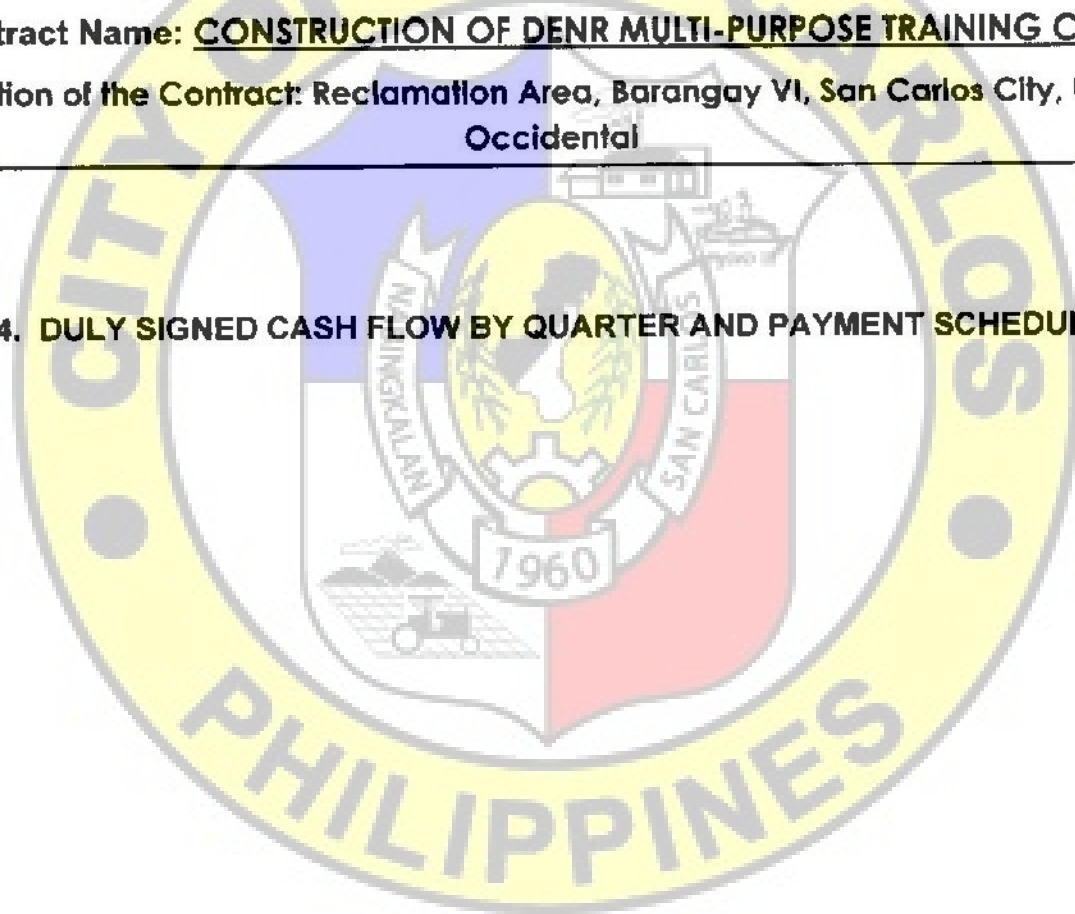 tract Name: CONSTRUCTION OF DENR MULTI-PURPOSE TRAINING C
tion of the Contract: Reclamation Area, Barangay VI, San Carlos City,
Occidental
4. DULY SIGNED CASH FLOW BY QUARTER AND PAYMENT SCHEDU
CITY OF
ARLOS
SAN CARLOS
1960
PHILIPPINES